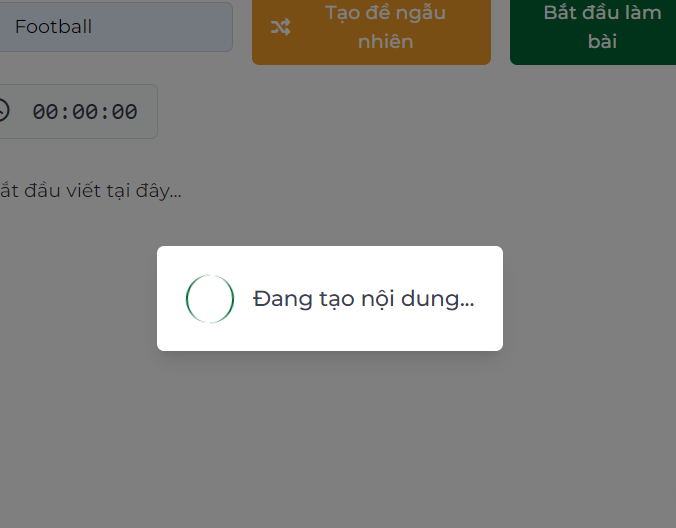 Football
Tạo đề ngẫu
nhiên
Bắt đầu làm
bài
00:00:00
ắt đầu viết tại đây...
Đang tạo nội dung...